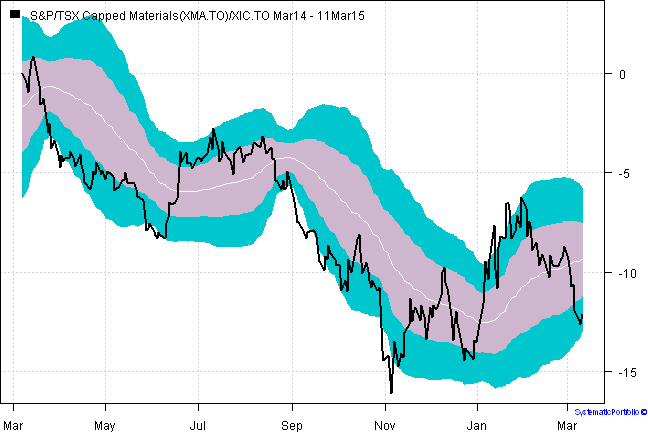 S&P/TSX Capped Materials(XMA.TO)/XIC.TO Mar14 - 11Mar15
0
-5
-10
-15
Mar May Jul Sep Nov Jan Mar
SystematicPortfolio ©